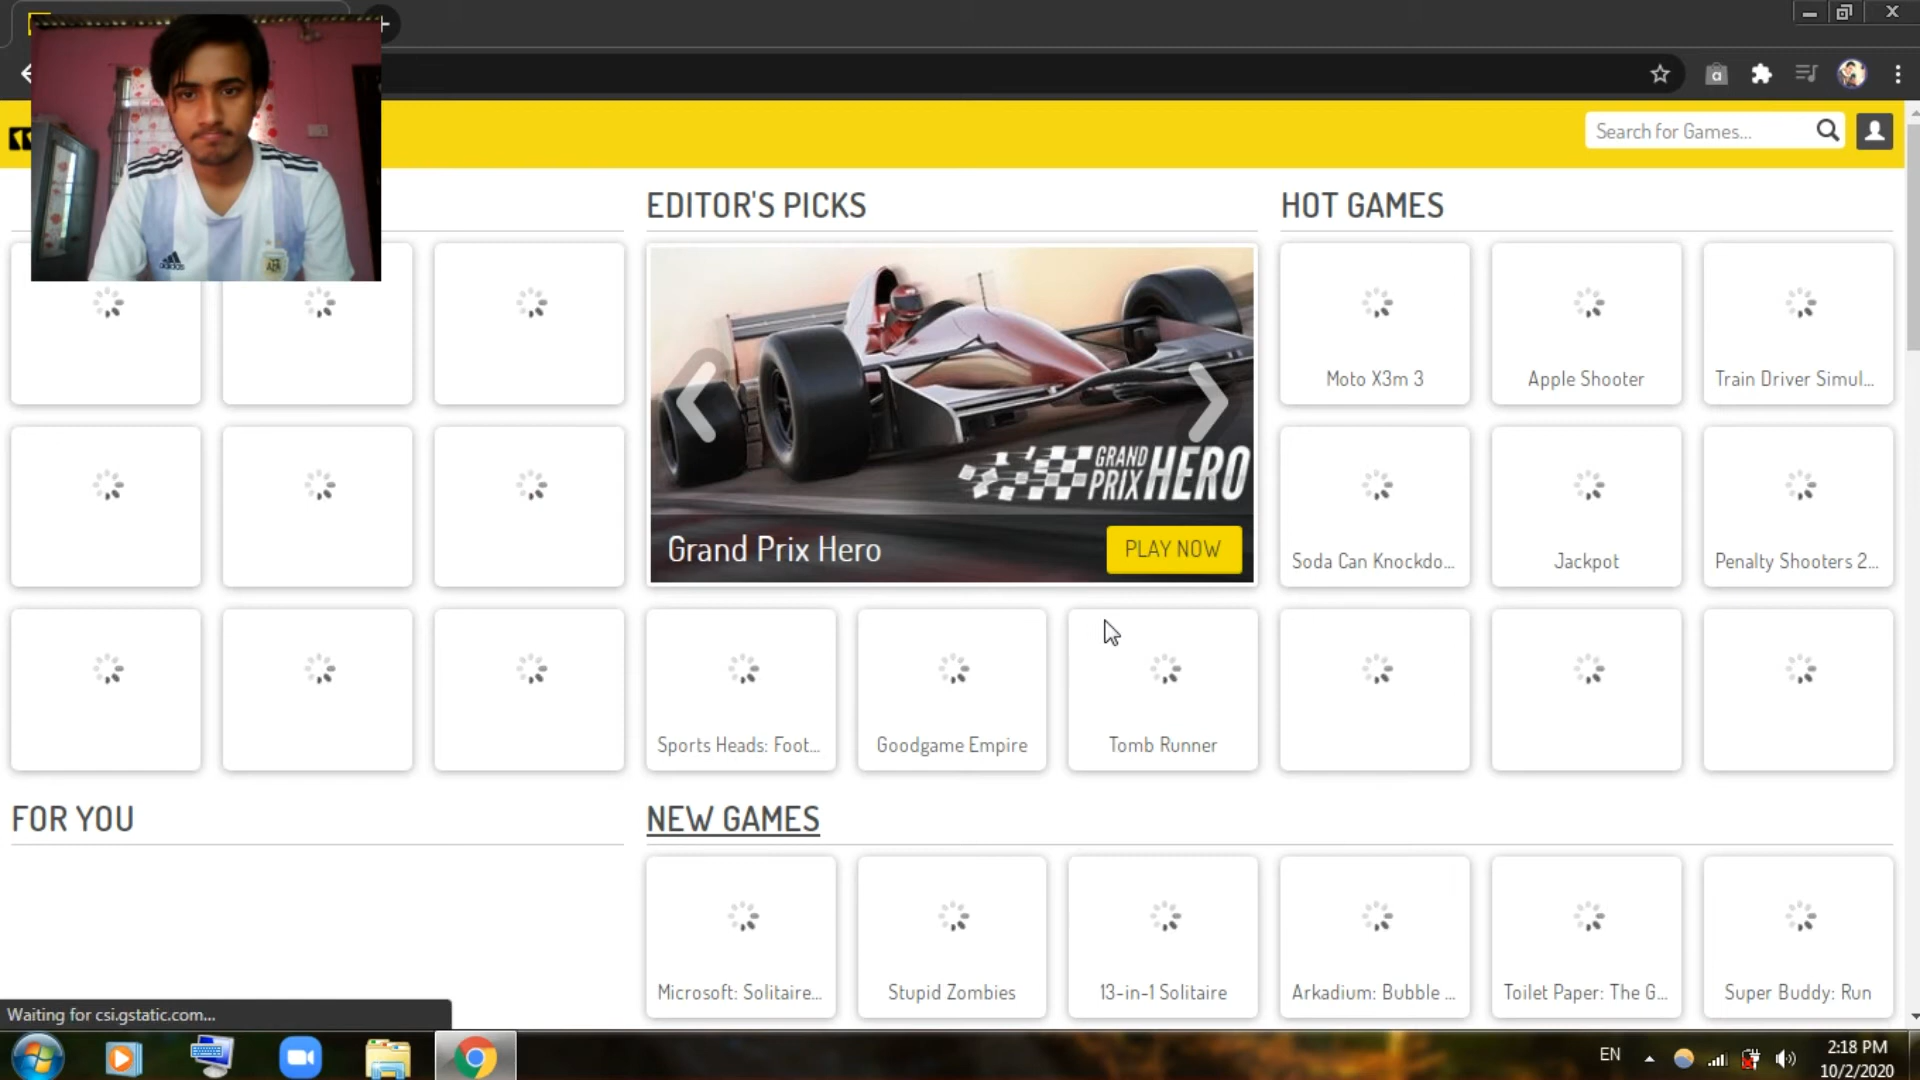 adidas
AFA
Search for Games...
EDITOR'S PICKS
HOT GAMES
GRAND
PRIX HERO
Grand Prix Hero
PLAY NOW
Moto X3m 3
Apple Shooter
Train Driver Simul...
Soda Can Knockdo...
Jackpot
Penalty Shooters 2...
Sports Heads: Foot...
Goodgame Empire
Tomb Runner
FOR YOU
NEW GAMES
Microsoft: Solitaire...
Stupid Zombies
13-in-1 Solitaire
Arkadium: Bubble ...
Toilet Paper: The G...
Super Buddy: Run
Waiting for csi.gstatic.com...
EN
2:18 PM
10/2/2020